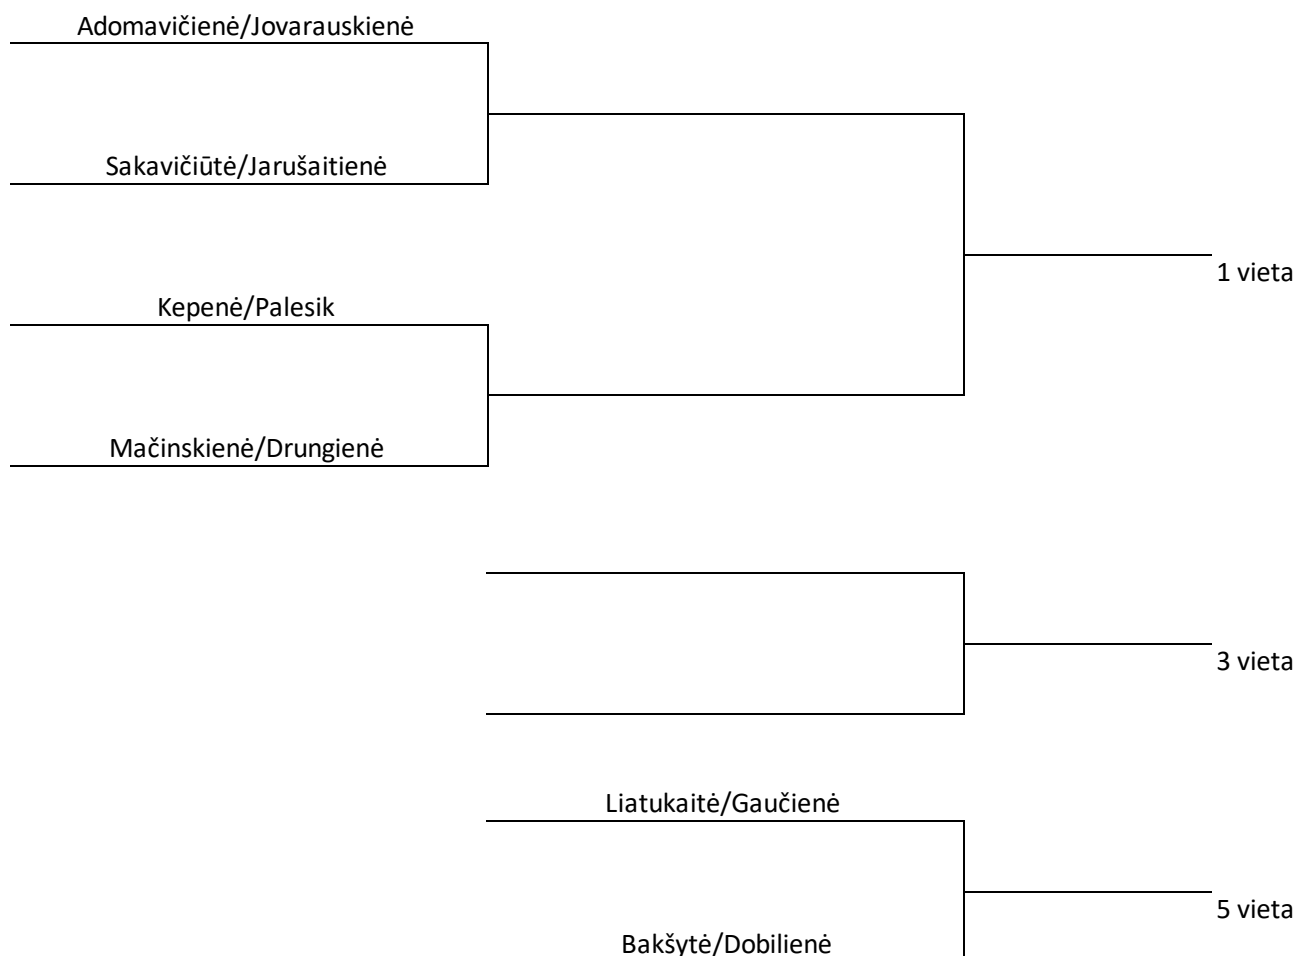 Adomavičienė/Jovarauskienė
Sakavičiūtė/Jarušaitienė
1 vieta
Kepenė/Palesik
Mačinskienė/Drungienė
3 vieta
Liatukaitė/Gaučienė
5 vieta
Bakšytė/Dobilienė